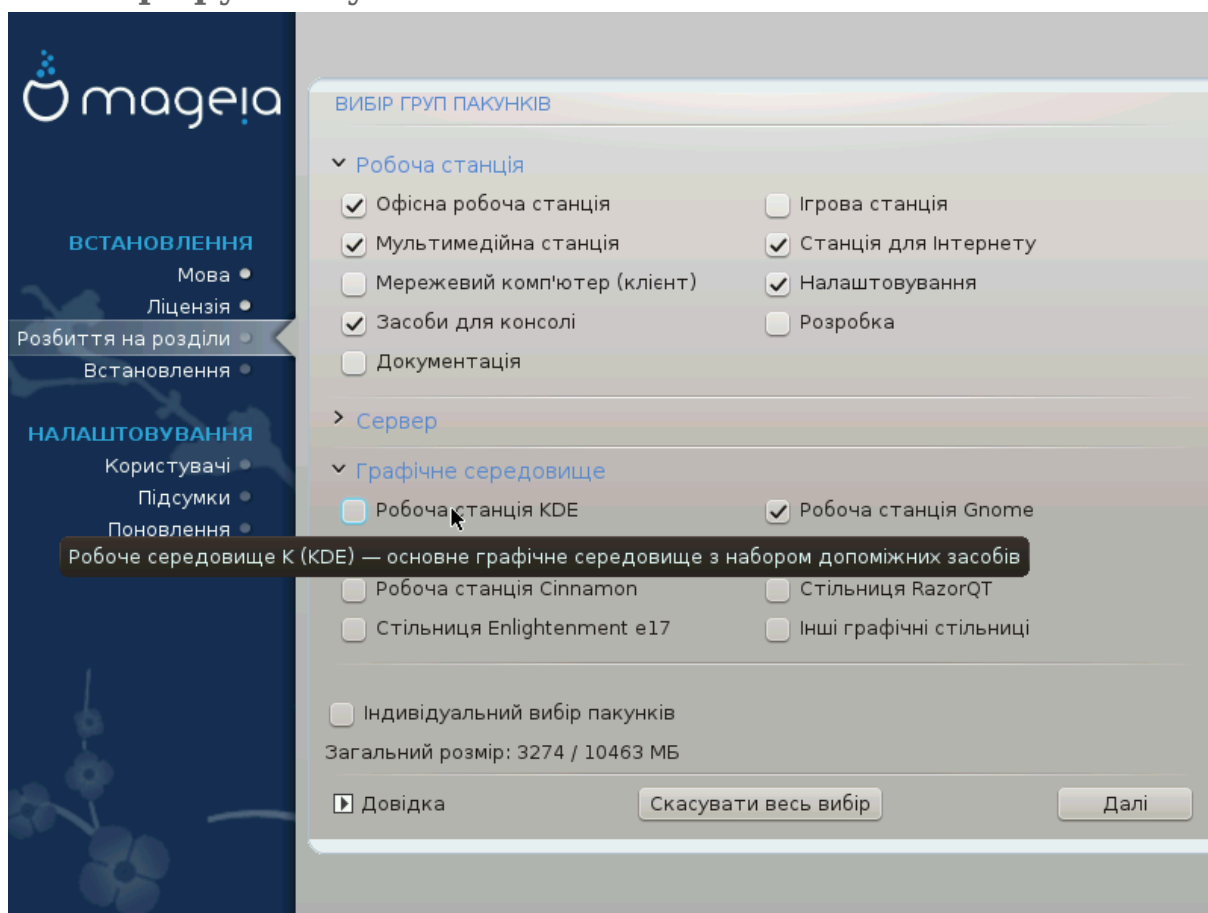 mageia
ВСТАНОВЛЕННЯ
Мова
Ліцензія
Розбиття на розділи
Встановлення
НАЛАШТОВУВАННЯ
Користувачі
Підсумки
Поновлення
ВИБІР ГРУП ПАКУНКІВ
Робоча станція
Офісна робоча станція
Ігрова станція
Мультимедійна станція
Станція для Інтернету
Мережевий комп'ютер (клієнт)
Налаштовування
Засоби для консолі
Розробка
Документація
Сервер
Графічне середовище
Робоча станція KDE
Робоча станція Gnome
Робоче середовище K (KDE) — основне графічне середовище з набором допоміжних засобів
Робоча станція Cinnamon
Стільниця RazorQT
Стільниця Enlightenment e17
Інші графічні стільниці
Індивідуальний вибір пакунків
Загальний розмір: 3274 / 10463 МБ
Довідка
Скасувати весь вибір
Далі